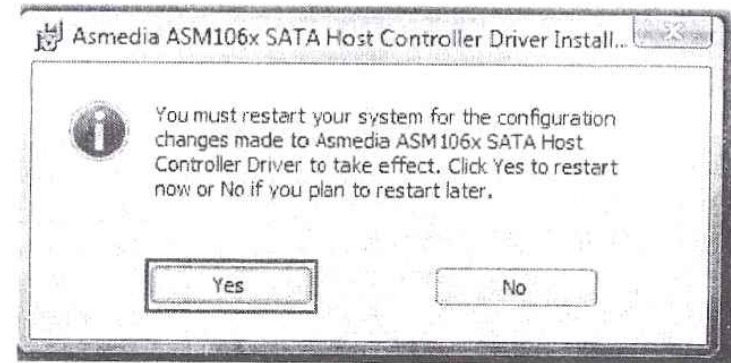 Asmedia ASM106x SATA Host Controller Driver Install...
You must restart your system for the configuration
changes made to Asmedia ASM106x SATA Host
Controller Driver to take effect. Click Yes to restart
now or No if you plan to restart later.
Yes
No